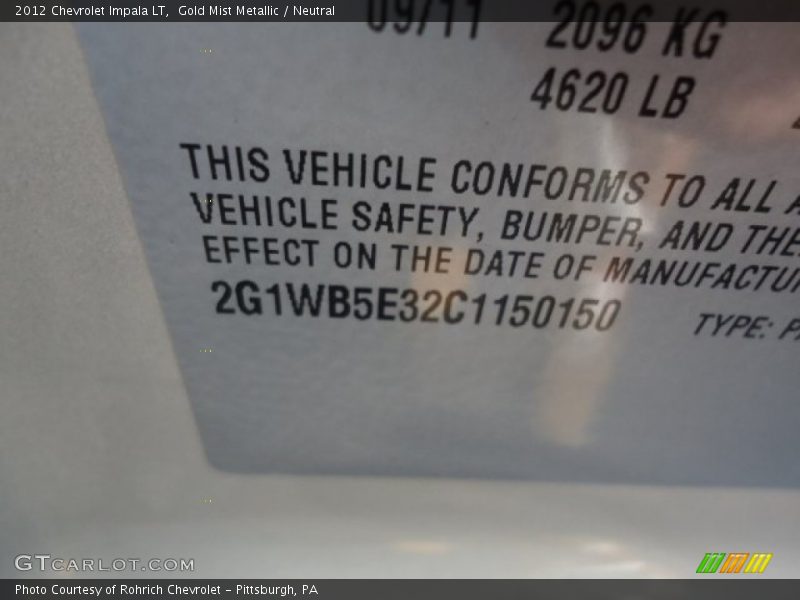 2012 Chevrolet Impala LT, Gold Mist Metallic / Neutral
09/11 2096 KG
4620 LB
THIS VEHICLE CONFORMS TO ALL A
VEHICLE SAFETY, BUMPER, AND THE
EFFECT ON THE DATE OF MANUFACTU
2G1WB5E32C1150150 TYPE: PA
GTCARLOT.COM
Photo Courtesy of Rohrich Chevrolet – Pittsburgh, PA